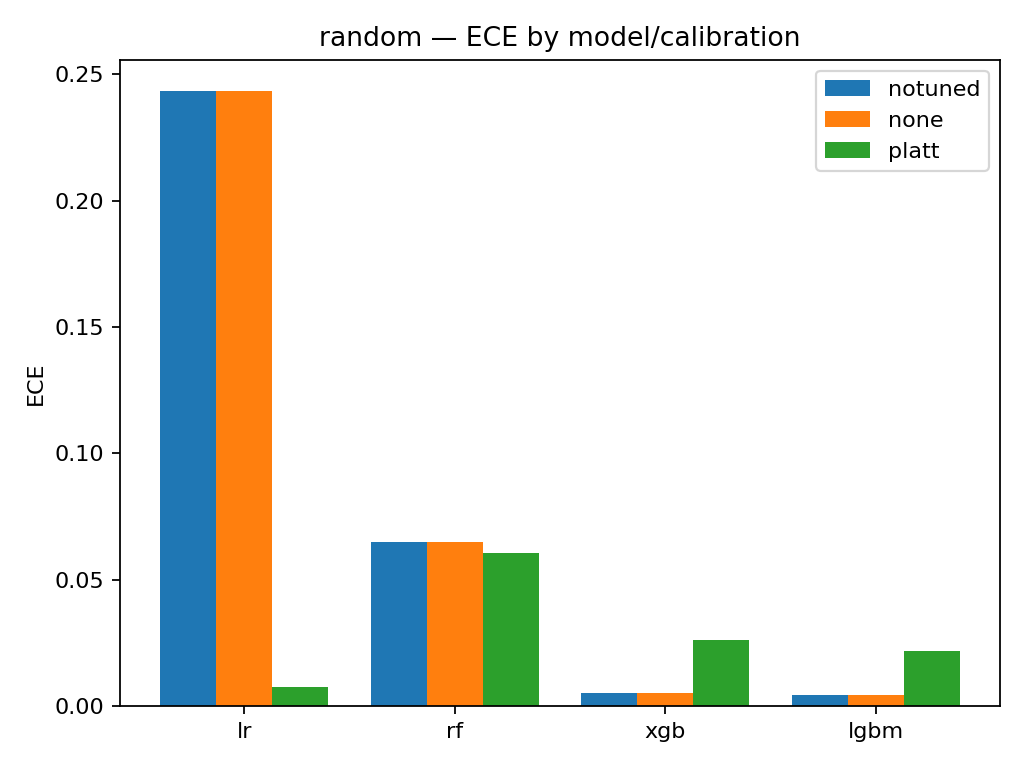 random — ECE by model/calibration
notuned
none
platt
0.25
0.20
0.15
0.10
0.05
0.00
ECE
lr
rf
xgb
lgbm